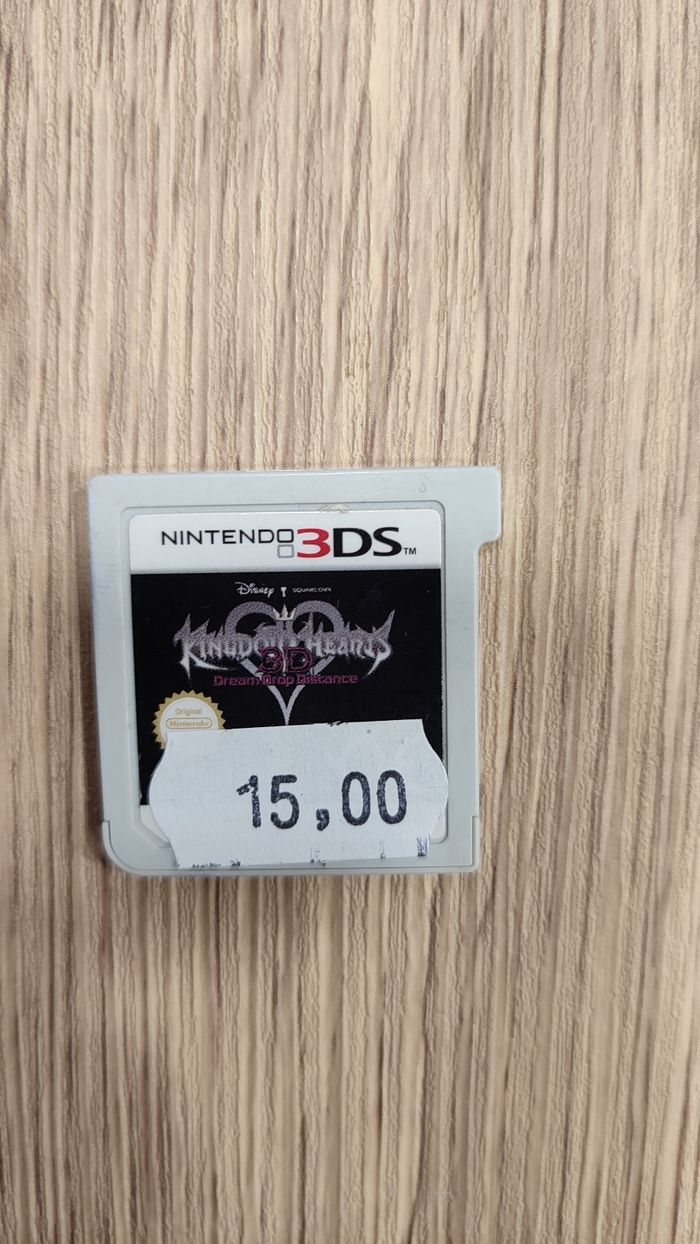 NINTENDO 3DS™
Disney SQUARE ENIX
KINGDOM HEARTS
3D
Dream Drop Distance
Original
Nintendo
15,00